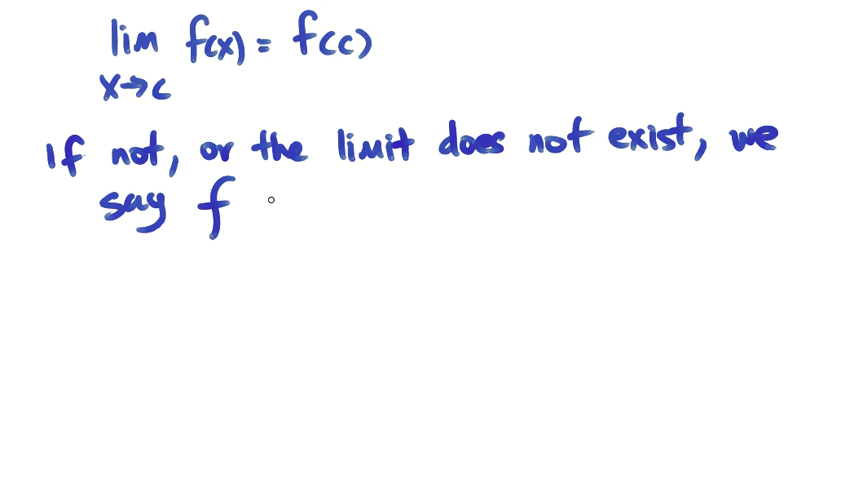 lim f(x) = f(c)
x→c
If not, or the limit does not exist, we
say f